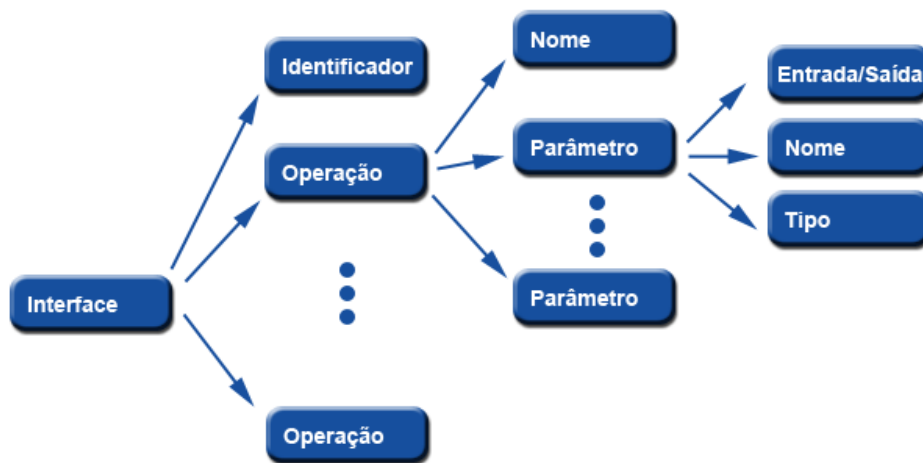 Nome
Identificador
Entrada/Saída
Parâmetro
Nome
Operação
Tipo
Parâmetro
Interface
Operação